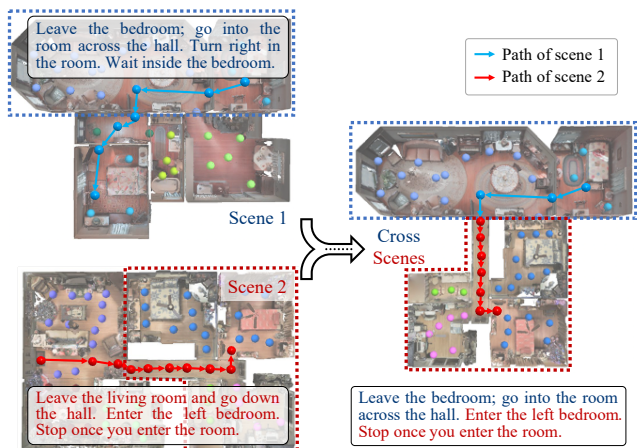 Leave the bedroom; go into the
room across the hall. Turn right in
the room. Wait inside the bedroom.
Path of scene 1
Path of scene 2
Scene 1
Cross
Scenes
Scene 2
Leave the living room and go down
the hall. Enter the left bedroom.
Stop once you enter the room.
Leave the bedroom; go into the room
across the hall. Enter the left bedroom.
Stop once you enter the room.